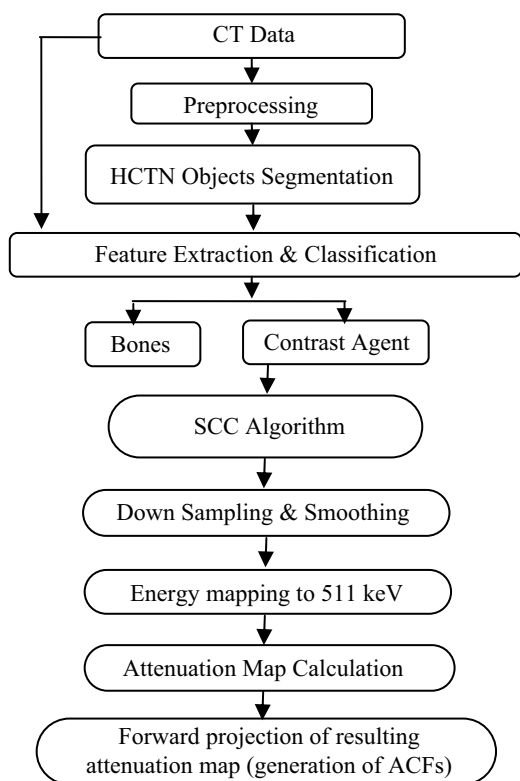 CT Data
Preprocessing
HCTN Objects Segmentation
Feature Extraction & Classification
Bones
Contrast Agent
SCC Algorithm
Down Sampling & Smoothing
Energy mapping to 511 keV
Attenuation Map Calculation
Forward projection of resulting
attenuation map (generation of ACFs)